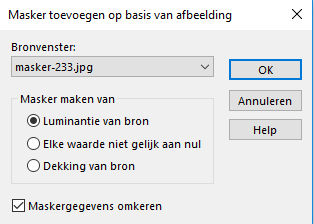 Masker toevoegen op basis van afbeelding
Bronvenster:
masker-233.jpg
OK
Masker maken van
Annuleren
Luminantie van bron
Help
Elke waarde niet gelijk aan nul
Dekking van bron
Maskergegevens omkeren